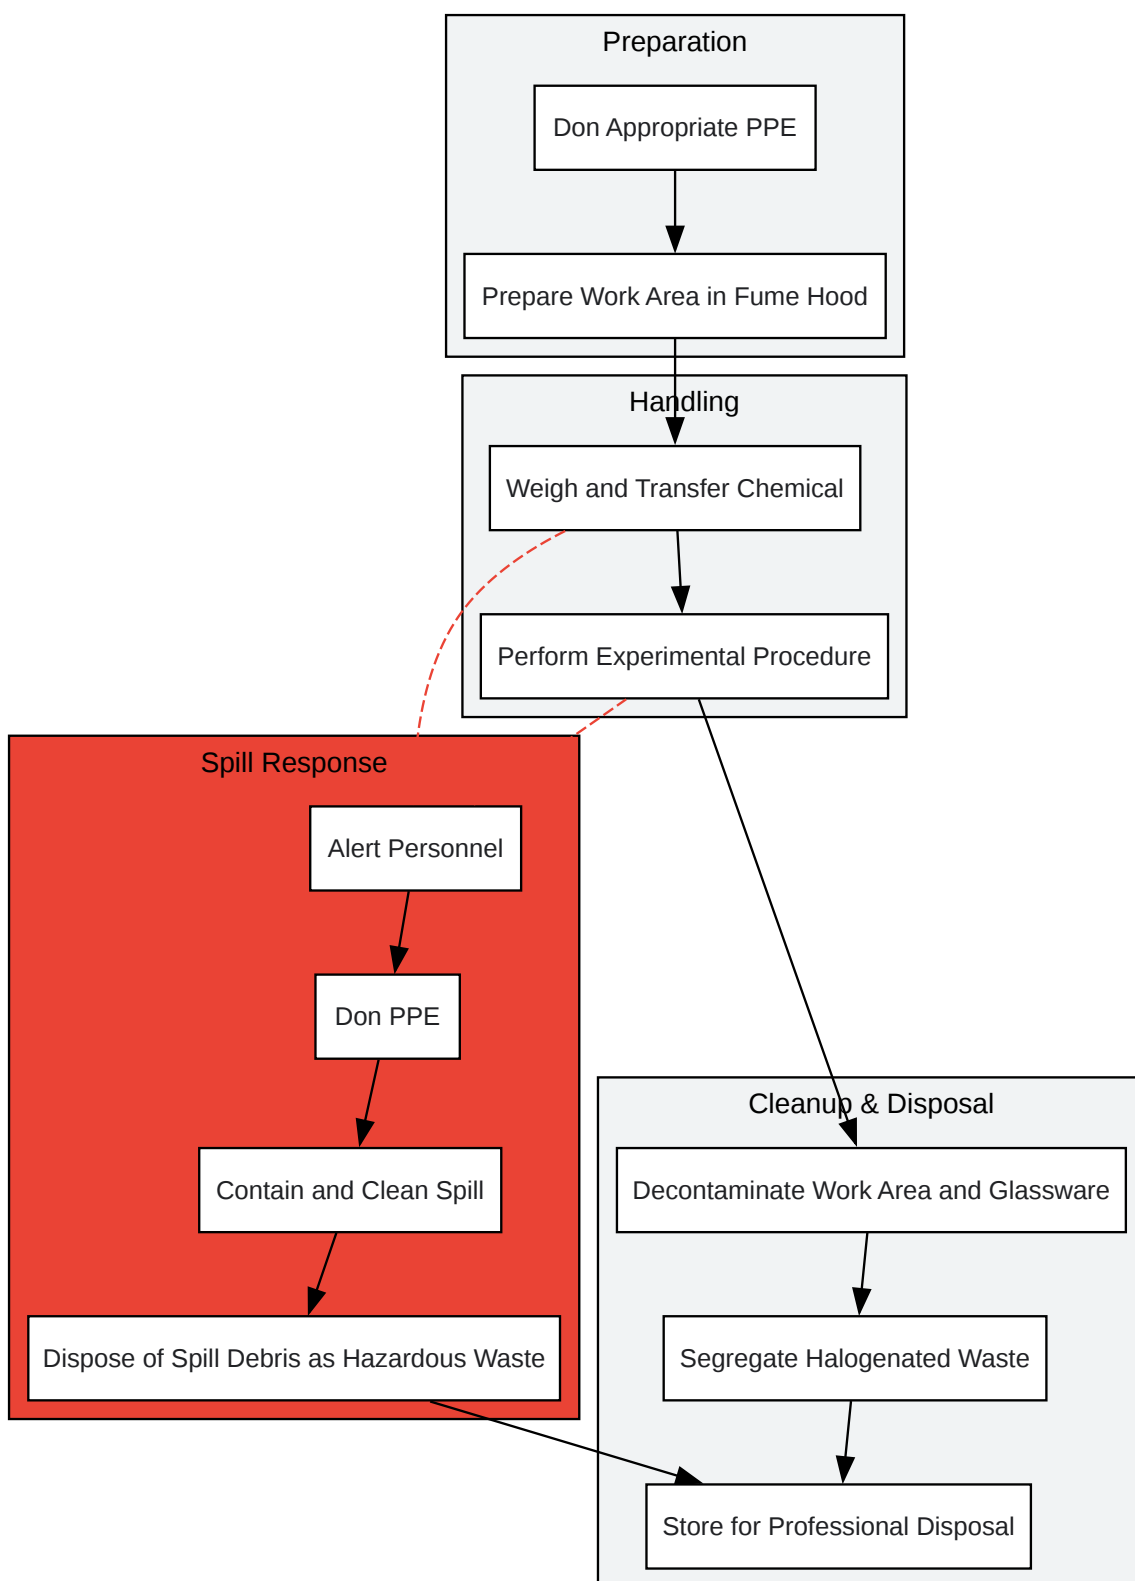 Preparation
Don Appropriate PPE
Prepare Work Area in Fume Hood
Handling
Weigh and Transfer Chemical
Perform Experimental Procedure
Spill Response
Alert Personnel
Don PPE
Contain and Clean Spill
Dispose of Spill Debris as Hazardous Waste
Cleanup & Disposal
Decontaminate Work Area and Glassware
Segregate Halogenated Waste
Store for Professional Disposal